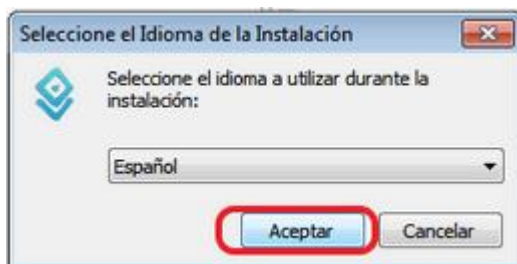 Seleccione el Idioma de la Instalación
Seleccione el idioma a utilizar durante la
instalación:
Español
Aceptar Cancelar